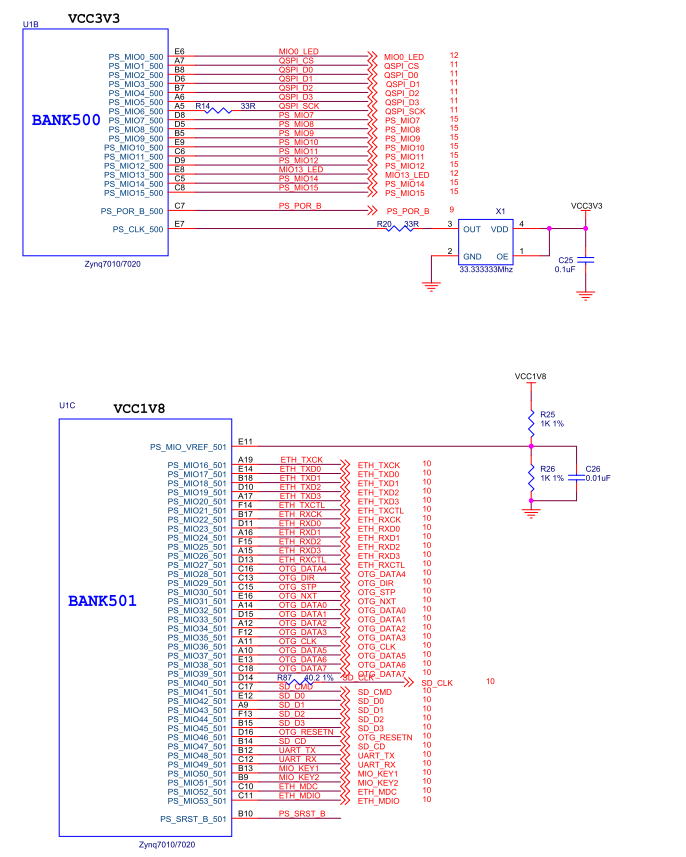 VCC3V3
U1B
PS_MIO0_500 E6 MIO0_LED MIO0_LED 12
PS_MIO1_500 A7 QSPI_CS QSPI_CS 11
PS_MIO2_500 B8 QSPI_D0 QSPI_D0 11
PS_MIO3_500 D6 QSPI_D1 QSPI_D1 11
PS_MIO4_500 B7 QSPI_D2 QSPI_D2 11
PS_MIO5_500 A6 QSPI_D3 QSPI_D3 11
PS_MIO6_500 A5 R14 33R QSPI_SCK QSPI_SCK 11
BANK500
PS_MIO7_500 D8 PS_MIO7 PS_MIO7 15
PS_MIO8_500 D5 PS_MIO8 PS_MIO8 15
PS_MIO9_500 B5 PS_MIO9 PS_MIO9 15
PS_MIO10_500 E9 PS_MIO10 PS_MIO10 15
PS_MIO11_500 C6 PS_MIO11 PS_MIO11 15
PS_MIO12_500 D9 PS_MIO12 PS_MIO12 15
PS_MIO13_500 E8 MIO13_LED MIO13_LED 12
PS_MIO14_500 C5 PS_MIO14 PS_MIO14 15
PS_MIO15_500 C8 PS_MIO15 PS_MIO15 15
PS_POR_B_500 C7 PS_POR_B PS_POR_B 9
X1
VCC3V3
PS_CLK_500 E7 R20 33R 3 OUT VDD 4
2 GND OE 1
C25
0.1uF
33.333333Mhz
Zynq7010/7020
VCC1V8
U1C
VCC1V8
R25
1K 1%
PS_MIO_VREF_501 E11
R26
1K 1%
C26
0.01uF
PS_MIO16_501 A19 ETH_TXCK ETH_TXCK 10
PS_MIO17_501 E14 ETH_TXD0 ETH_TXD0 10
PS_MIO18_501 B18 ETH_TXD1 ETH_TXD1 10
PS_MIO19_501 D10 ETH_TXD2 ETH_TXD2 10
PS_MIO20_501 A17 ETH_TXD3 ETH_TXD3 10
PS_MIO21_501 F14 ETH_TXCTL ETH_TXCTL 10
PS_MIO22_501 B17 ETH_RXCK ETH_RXCK 10
PS_MIO23_501 D11 ETH_RXD0 ETH_RXD0 10
PS_MIO24_501 A16 ETH_RXD1 ETH_RXD1 10
PS_MIO25_501 F15 ETH_RXD2 ETH_RXD2 10
PS_MIO26_501 A15 ETH_RXD3 ETH_RXD3 10
PS_MIO27_501 D13 ETH_RXCTL ETH_RXCTL 10
PS_MIO28_501 C16 OTG_DATA4 OTG_DATA4 10
PS_MIO29_501 C13 OTG_DIR OTG_DIR 10
PS_MIO30_501 C15 OTG_STP OTG_STP 10
PS_MIO31_501 E16 OTG_NXT OTG_NXT 10
BANK501
PS_MIO32_501 A14 OTG_DATA0 OTG_DATA0 10
PS_MIO33_501 D15 OTG_DATA1 OTG_DATA1 10
PS_MIO34_501 A12 OTG_DATA2 OTG_DATA2 10
PS_MIO35_501 F12 OTG_DATA3 OTG_DATA3 10
PS_MIO36_501 A11 OTG_CLK OTG_CLK 10
PS_MIO37_501 A10 OTG_DATA5 OTG_DATA5 10
PS_MIO38_501 E13 OTG_DATA6 OTG_DATA6 10
PS_MIO39_501 C18 OTG_DATA7 OTG_DATA7 10
PS_MIO40_501 D14 R87 40.2 1% SD_CLK SD_CLK 10
PS_MIO41_501 C17 SD_CMD SD_CMD 10
PS_MIO42_501 E12 SD_D0 SD_D0 10
PS_MIO43_501 A9 SD_D1 SD_D1 10
PS_MIO44_501 F13 SD_D2 SD_D2 10
PS_MIO45_501 B15 SD_D3 SD_D3 10
PS_MIO46_501 D16 OTG_RESETN OTG_RESETN 10
PS_MIO47_501 B14 SD_CD SD_CD 10
PS_MIO48_501 B12 UART_TX UART_TX 10
PS_MIO49_501 C12 UART_RX UART_RX 10
PS_MIO50_501 B13 MIO_KEY1 MIO_KEY1 10
PS_MIO51_501 B9 MIO_KEY2 MIO_KEY2 10
PS_MIO52_501 C10 ETH_MDC ETH_MDC 10
PS_MIO53_501 C11 ETH_MDIO ETH_MDIO 10
PS_SRST_B_501 B10 PS_SRST_B
Zynq7010/7020